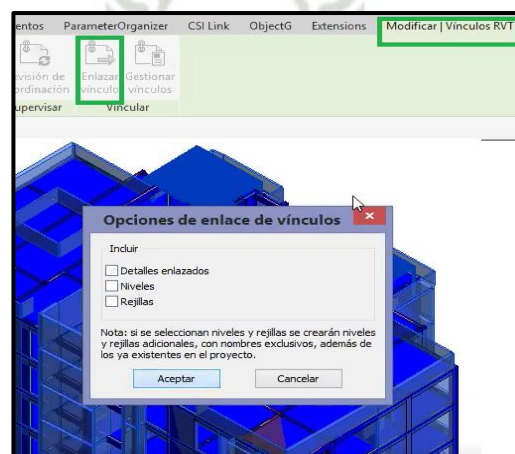 entos ParameterOrganizer CSI Link ObjectG Extensions Modificar | Vínculos RVT
evisión de Enlazar Gestionar
ordinación vínculo vínculos
upervisar Vincular
Opciones de enlace de vínculos
Incluir
Detalles enlazados
Niveles
Rejillas
Nota: si se seleccionan niveles y rejillas se crearán niveles
y rejillas adicionales, con nombres exclusivos, además de
los ya existentes en el proyecto.
Aceptar Cancelar